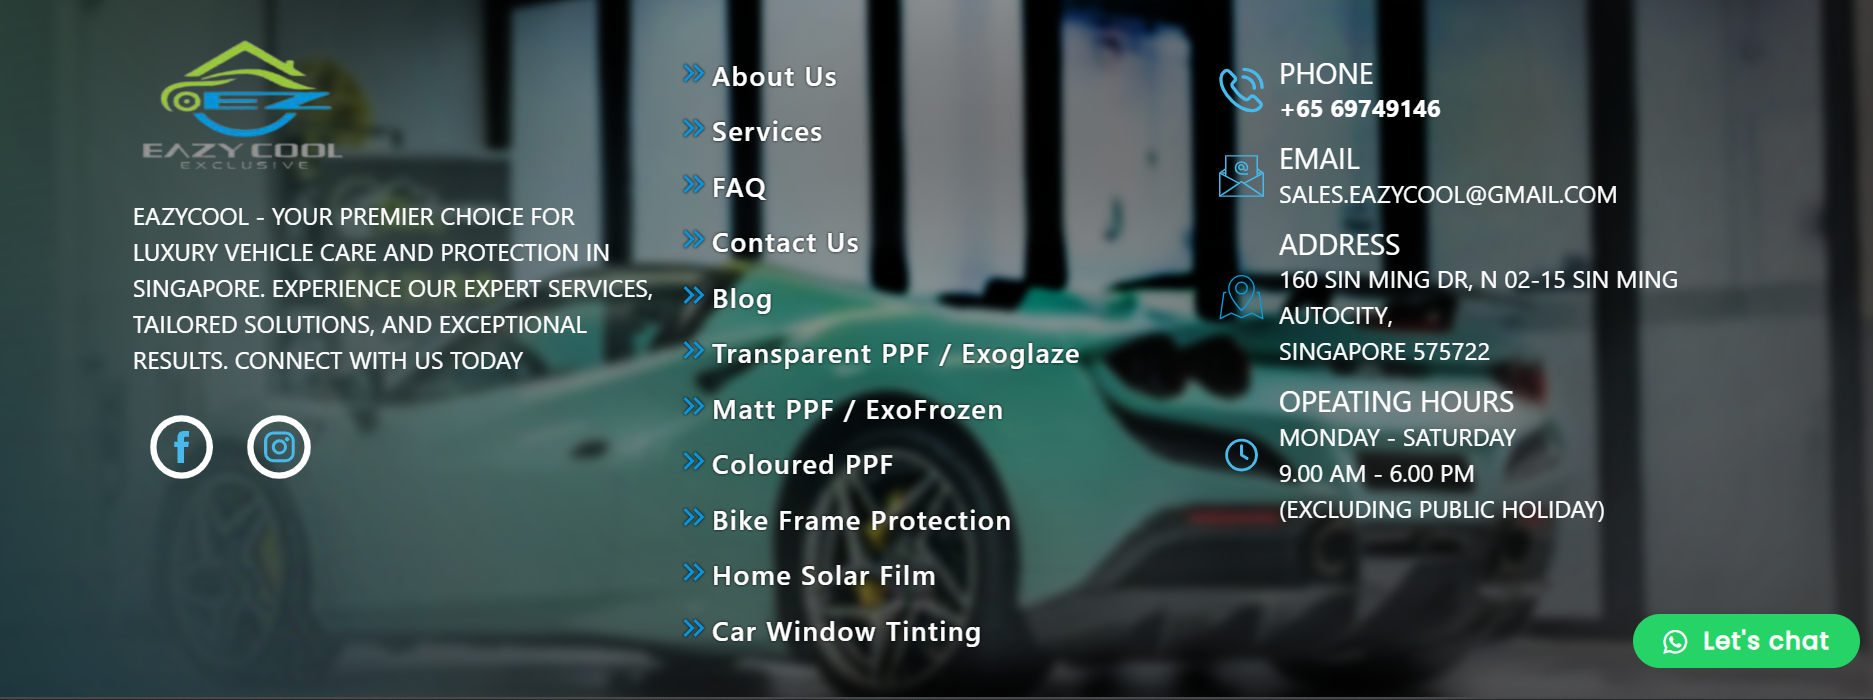 EZ
EAZY COOL
EXCLUSIVE
EAZYCOOL - YOUR PREMIER CHOICE FOR
LUXURY VEHICLE CARE AND PROTECTION IN
SINGAPORE. EXPERIENCE OUR EXPERT SERVICES,
TAILORED SOLUTIONS, AND EXCEPTIONAL
RESULTS. CONNECT WITH US TODAY
About Us
Services
FAQ
Contact Us
Blog
Transparent PPF / Exoglaze
Matt PPF / ExoFrozen
Coloured PPF
Bike Frame Protection
Home Solar Film
Car Window Tinting
PHONE
+65 69749146
EMAIL
SALES.EAZYCOOL@GMAIL.COM
ADDRESS
160 SIN MING DR, N 02-15 SIN MING
AUTOCITY,
SINGAPORE 575722
OPEATING HOURS
MONDAY - SATURDAY
9.00 AM - 6.00 PM
(EXCLUDING PUBLIC HOLIDAY)
Let's chat